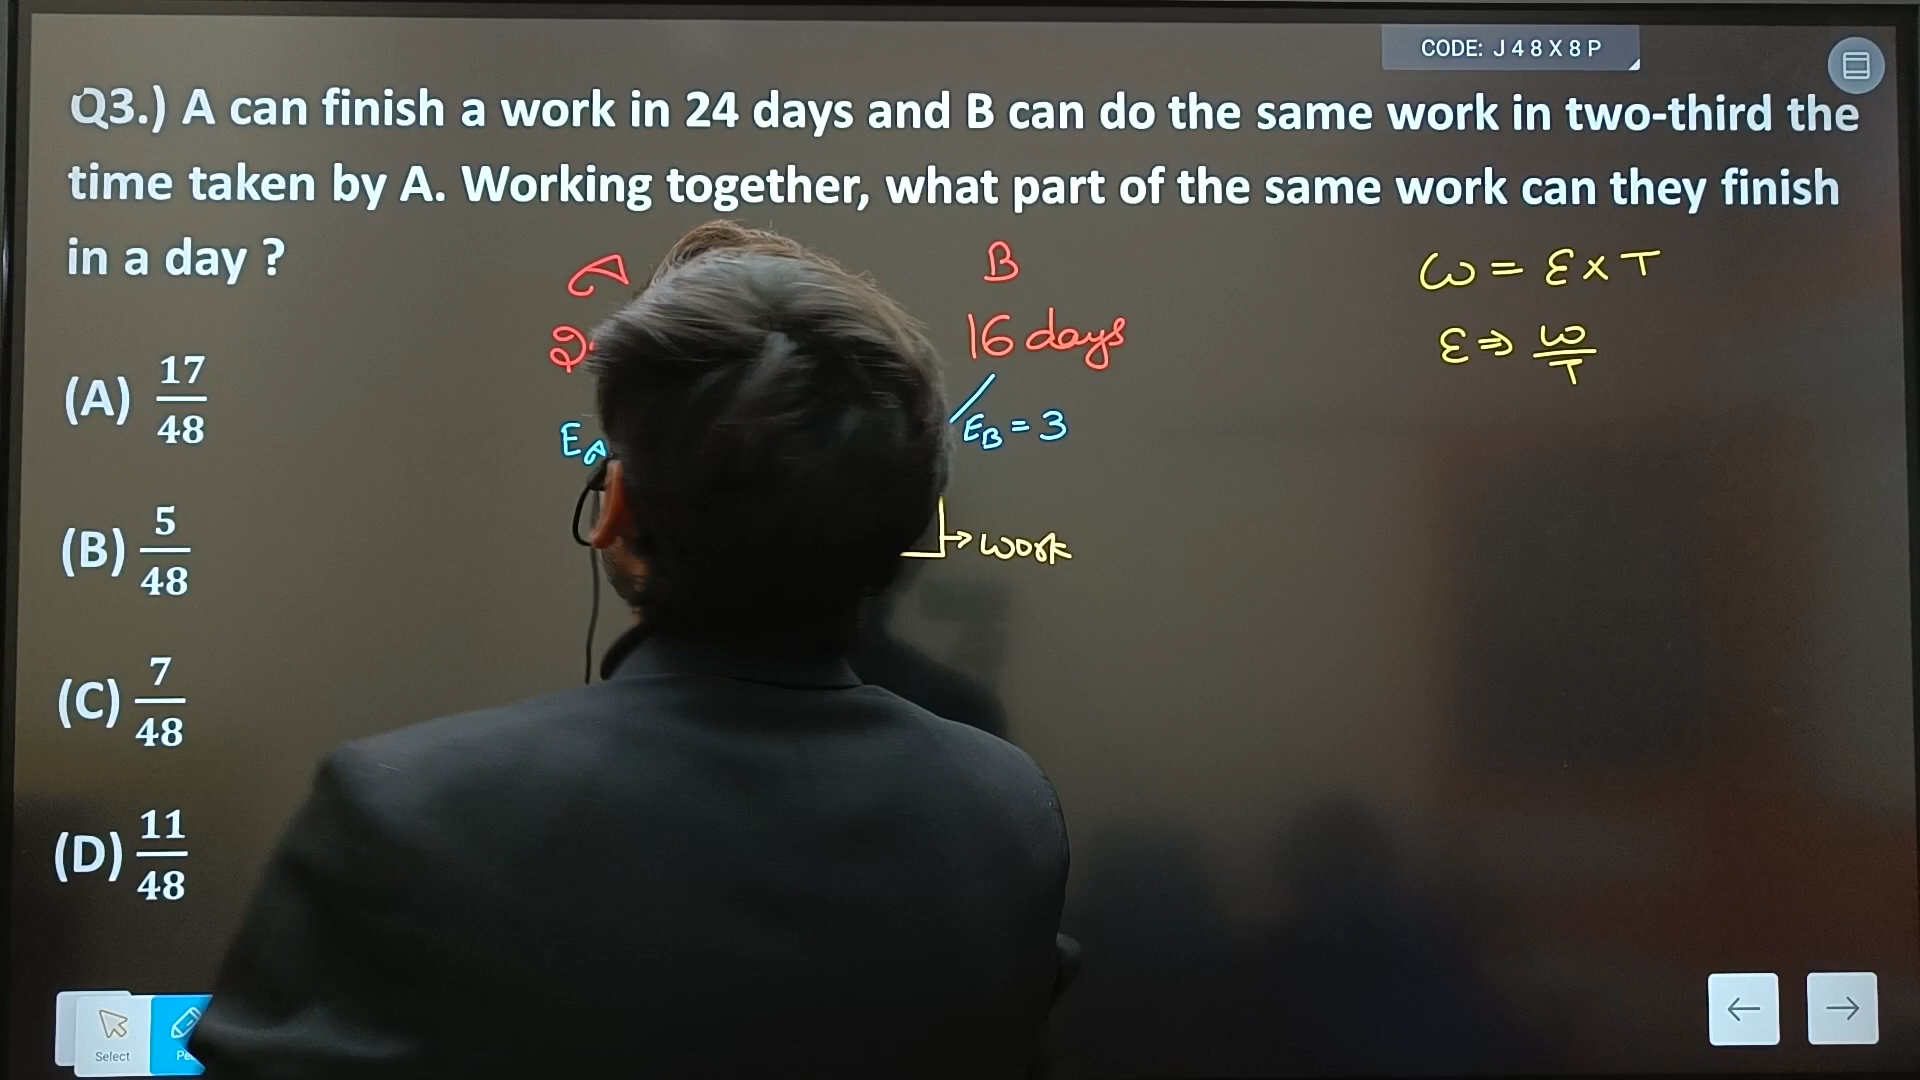 CODE: J48X8P
Q3.) A can finish a work in 24 days and B can do the same work in two-third the
time taken by A. Working together, what part of the same work can they finish
in a day ?
B
ω = ε × T
16 days
ε ⇒ ω/T
E_B = 3
→ work
(A) 17/48
(B) 5/48
(C) 7/48
(D) 11/48
Select